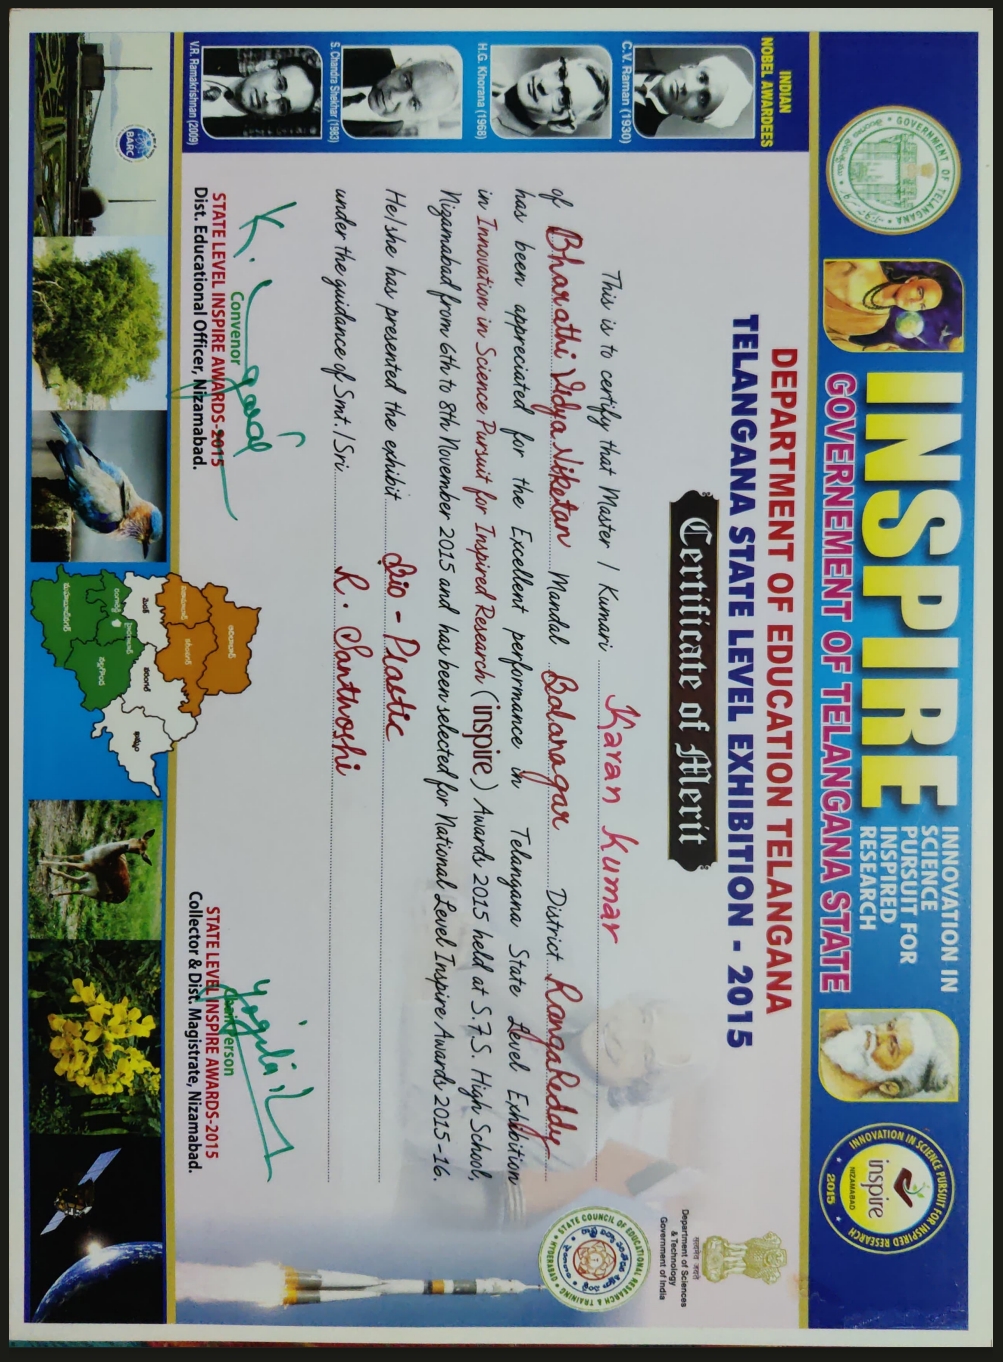 INSPIRE
INNOVATION IN
SCIENCE
PURSUIT FOR
INSPIRED
RESEARCH
GOVERNEMENT OF TELANGANA STATE
GOVERNMENT OF TELANGANA
INNOVATION IN SCIENCE PURSUIT FOR INSPIRED RESEARCH
inspire
NIZAMABAD
2015
INDIAN
NOBEL AWARDEES
C.V. Raman (1930)
H.G. Khorana (1968)
S. Chandra Shekhar (1983)
V.R. Ramakrishnan (2009)
DEPARTMENT OF EDUCATION TELANGANA
TELANGANA STATE LEVEL EXHIBITION - 2015
Certificate of Merit
सत्यमेव जयते
Department of Sciences
& Technology
Government of India
STATE COUNCIL OF EDUCATIONAL RESEARCH & TRAINING
HYDERABAD
This is to certify that Master / Kumari Karan Kumar
of Bharathi Vidya Niketan Mandal Balanagar District RangaReddy
has been appreciated for the Excellent performance in Telangana State Level Exhibition
in Innovation in Science Pursuit for Inspired Research (inspire) Awards 2015 held at S.F.S. High School,
Nizamabad from 6th to 8th November 2015 and has been selected for National Level Inspire Awards 2015-16.
He/she has presented the exhibit Bio - Plastic
under the guidance of Smt./Sri R. Santhoshi
Convenor
STATE LEVEL INSPIRE AWARDS-2015
Dist. Educational Officer, Nizamabad.
Chairperson
STATE LEVEL INSPIRE AWARDS-2015
Collector & Dist. Magistrate, Nizamabad.
BARC